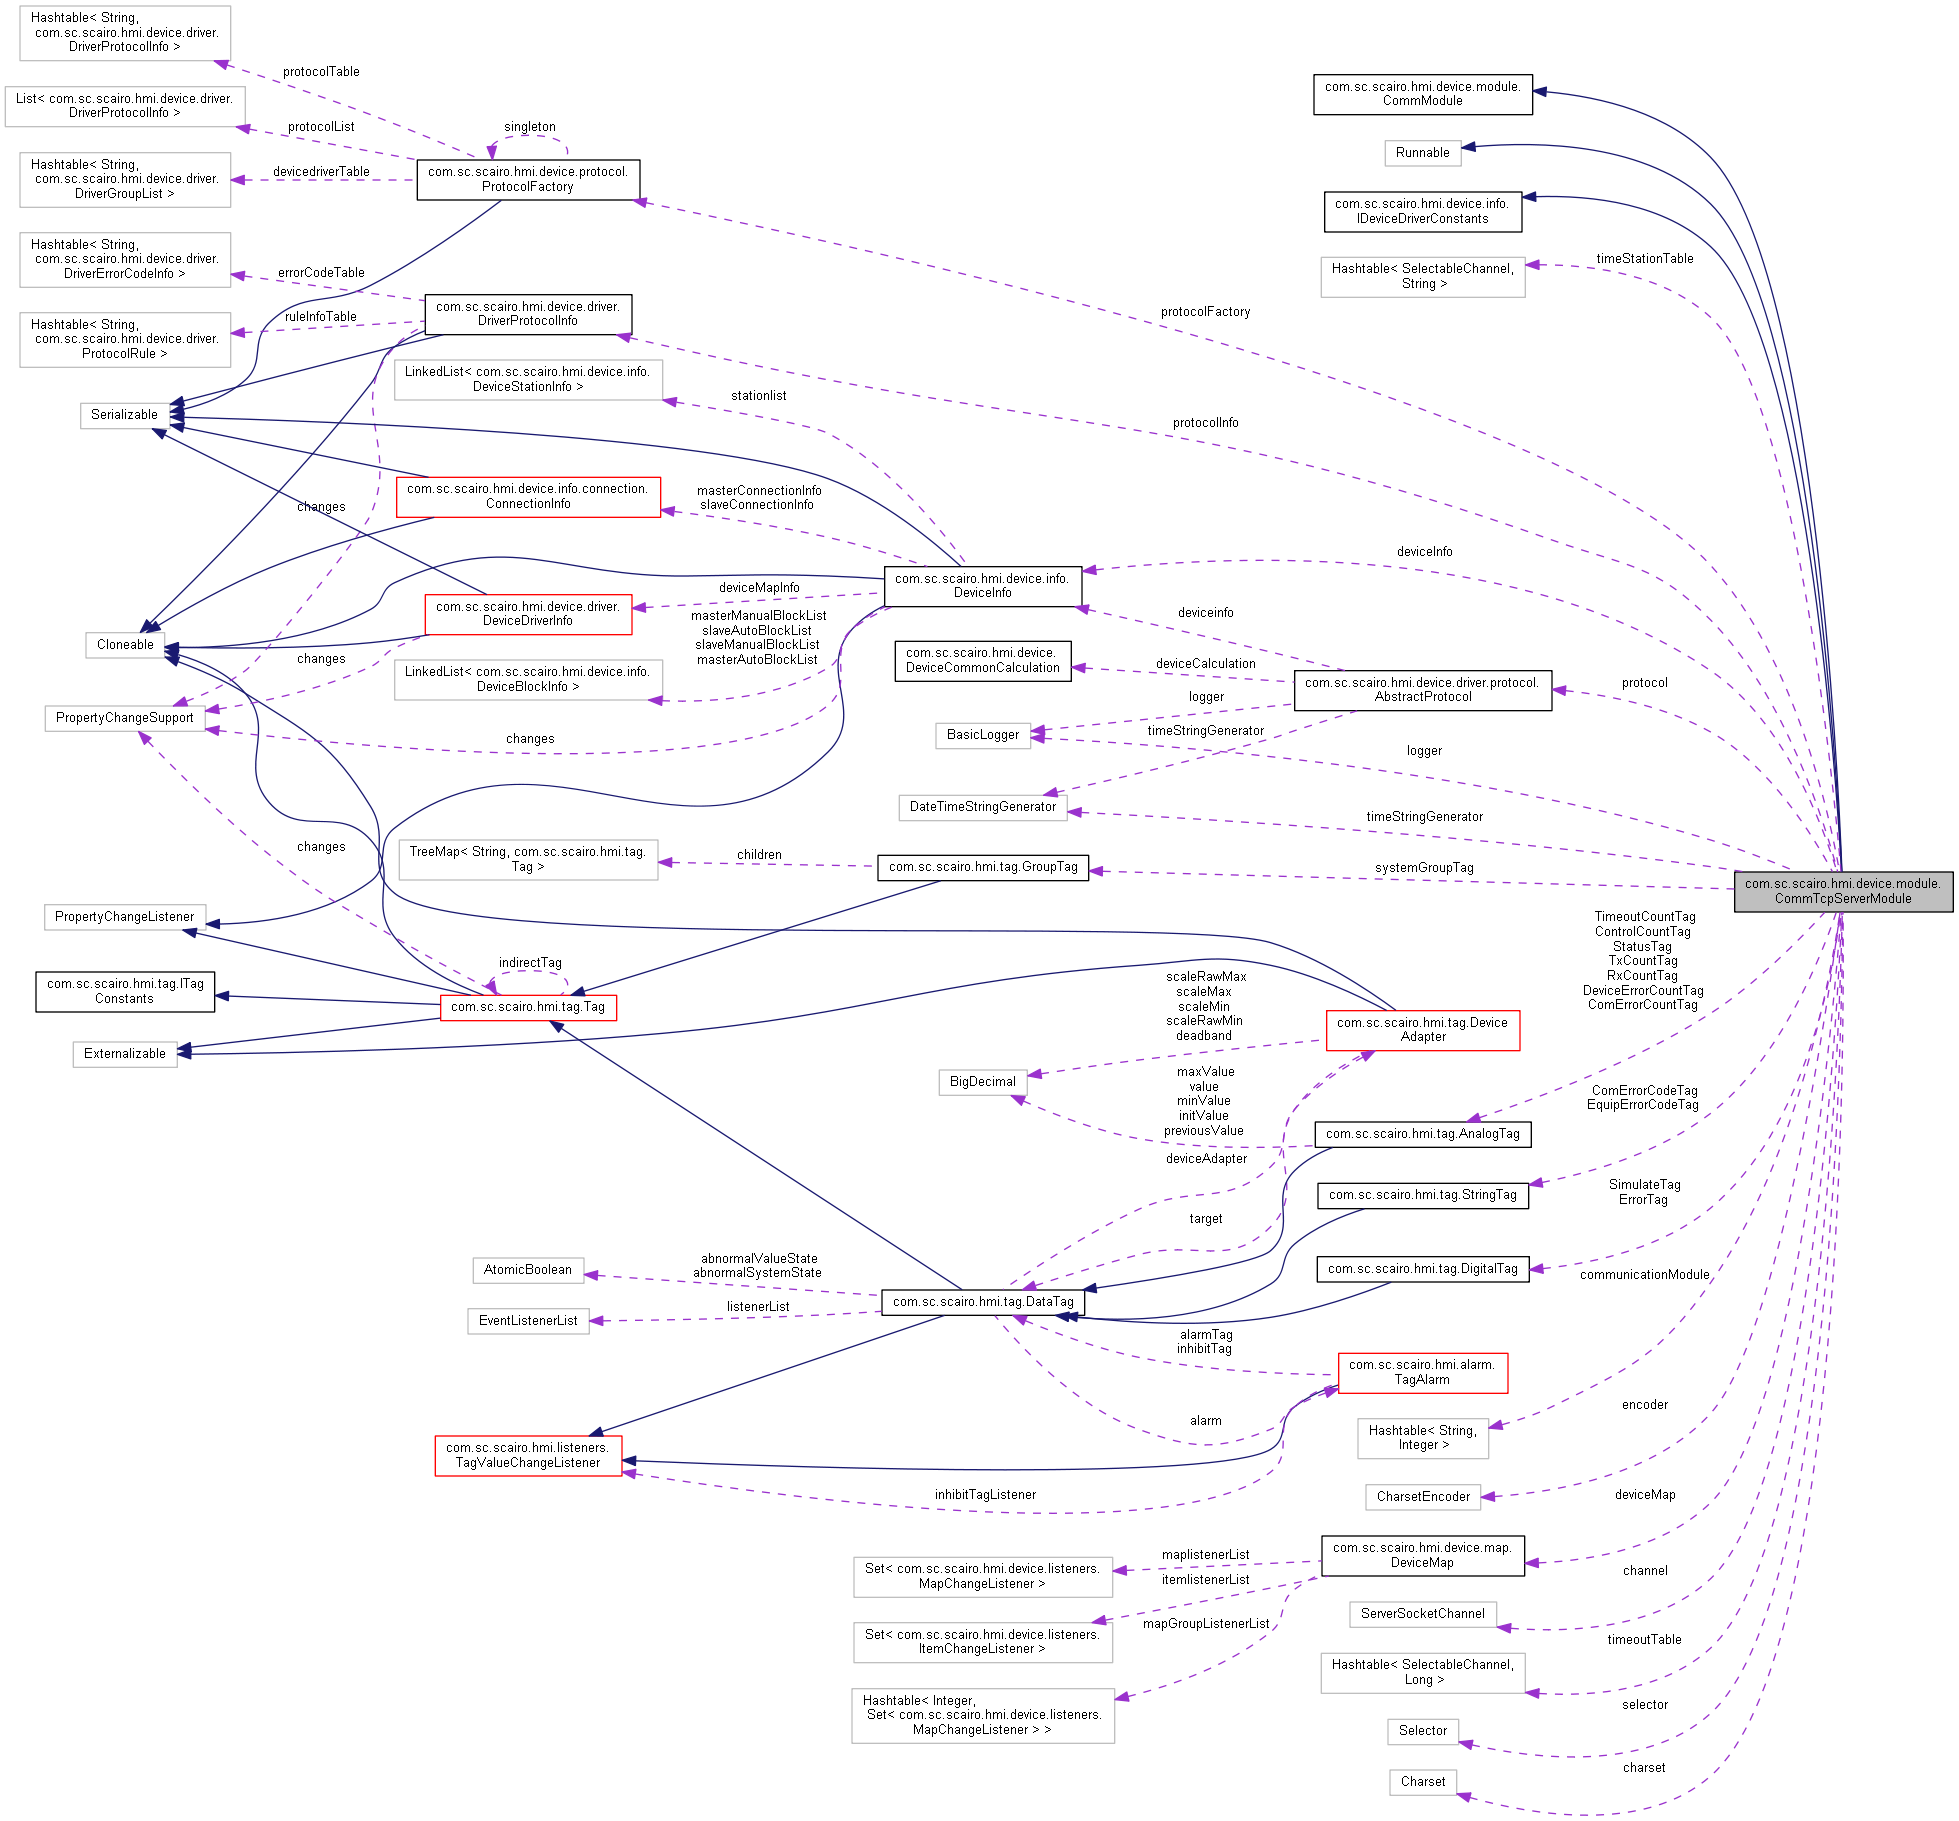 Hashtable< String,
com.sc.scairo.hmi.device.driver.
DriverProtocolInfo >
protocolTable
List< com.sc.scairo.hmi.device.driver.
DriverProtocolInfo >
protocolList
singleton
Hashtable< String,
com.sc.scairo.hmi.device.driver.
DriverGroupList >
devicedriverTable
com.sc.scairo.hmi.device.protocol.
ProtocolFactory
com.sc.scairo.hmi.device.module.
CommModule
Runnable
com.sc.scairo.hmi.device.info.
IDeviceDriverConstants
Hashtable< SelectableChannel,
String >
timeStationTable
Hashtable< String,
com.sc.scairo.hmi.device.driver.
DriverErrorCodeInfo >
errorCodeTable
com.sc.scairo.hmi.device.driver.
DriverProtocolInfo
Hashtable< String,
com.sc.scairo.hmi.device.driver.
ProtocolRule >
ruleInfoTable
protocolFactory
LinkedList< com.sc.scairo.hmi.device.info.
DeviceStationInfo >
stationlist
Serializable
protocolInfo
com.sc.scairo.hmi.device.info.connection.
ConnectionInfo
masterConnectionInfo
slaveConnectionInfo
changes
deviceInfo
com.sc.scairo.hmi.device.info.
DeviceInfo
deviceMapInfo
com.sc.scairo.hmi.device.driver.
DeviceDriverInfo
masterManualBlockList
slaveAutoBlockList
slaveManualBlockList
masterAutoBlockList
deviceinfo
Cloneable
changes
LinkedList< com.sc.scairo.hmi.device.info.
DeviceBlockInfo >
com.sc.scairo.hmi.device.
DeviceCommonCalculation
deviceCalculation
com.sc.scairo.hmi.device.driver.protocol.
AbstractProtocol
protocol
logger
PropertyChangeSupport
changes
BasicLogger
timeStringGenerator
logger
DateTimeStringGenerator
timeStringGenerator
changes
TreeMap< String, com.sc.scairo.hmi.tag.
Tag >
children
com.sc.scairo.hmi.tag.GroupTag
systemGroupTag
com.sc.scairo.hmi.device.module.
CommTcpServerModule
PropertyChangeListener
TimeoutCountTag
ControlCountTag
StatusTag
TxCountTag
RxCountTag
DeviceErrorCountTag
ComErrorCountTag
indirectTag
com.sc.scairo.hmi.tag.ITag
Constants
com.sc.scairo.hmi.tag.Tag
scaleRawMax
scaleMax
scaleMin
scaleRawMin
deadband
com.sc.scairo.hmi.tag.Device
Adapter
Externalizable
BigDecimal
maxValue
value
minValue
initValue
previousValue
ComErrorCodeTag
EquipErrorCodeTag
com.sc.scairo.hmi.tag.AnalogTag
deviceAdapter
com.sc.scairo.hmi.tag.StringTag
SimulateTag
ErrorTag
target
AtomicBoolean
abnormalValueState
abnormalSystemState
com.sc.scairo.hmi.tag.DigitalTag
communicationModule
com.sc.scairo.hmi.tag.DataTag
listenerList
EventListenerList
alarmTag
inhibitTag
com.sc.scairo.hmi.alarm.
TagAlarm
alarm
encoder
Hashtable< String,
Integer >
com.sc.scairo.hmi.listeners.
TagValueChangeListener
inhibitTagListener
CharsetEncoder
deviceMap
com.sc.scairo.hmi.device.map.
DeviceMap
maplistenerList
Set< com.sc.scairo.hmi.device.listeners.
MapChangeListener >
itemlistenerList
channel
ServerSocketChannel
mapGroupListenerList
Set< com.sc.scairo.hmi.device.listeners.
ItemChangeListener >
timeoutTable
Hashtable< SelectableChannel,
Long >
Hashtable< Integer,
Set< com.sc.scairo.hmi.device.listeners.
MapChangeListener > >
selector
Selector
charset
Charset